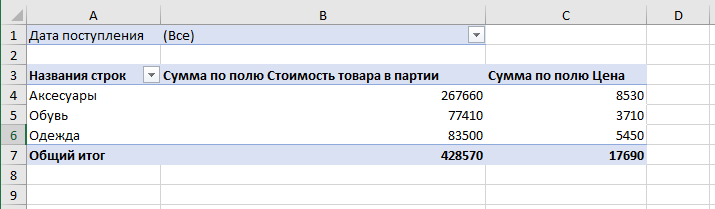 A B C D
1 Дата поступления (Все)
2
3 Названия строк Сумма по полю Стоимость товара в партии Сумма по полю Цена
4 Аксесуары 267660 8530
5 Обувь 77410 3710
6 Одежда 83500 5450
7 Общий итог 428570 17690
8
9